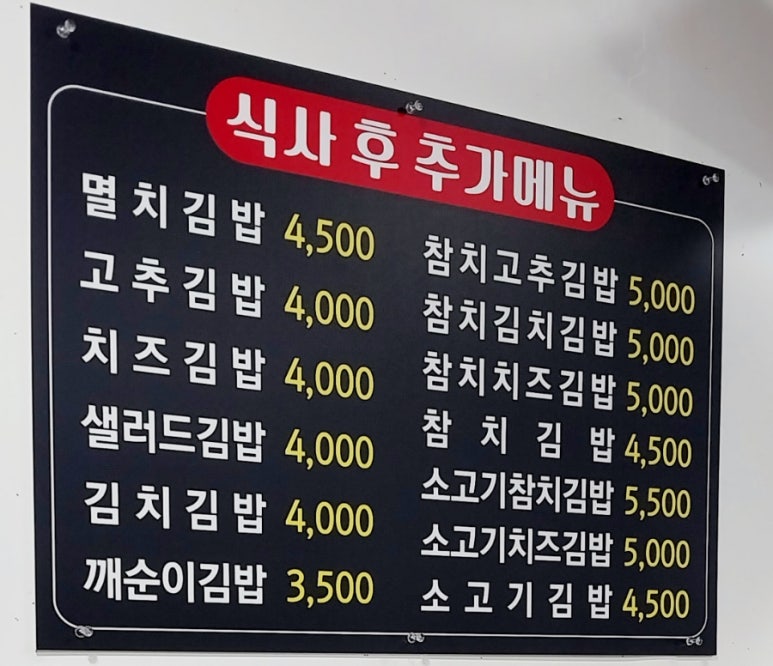 식사 후 추가메뉴
멸치김밥 4,500
고추김밥 4,000
치즈김밥 4,000
샐러드김밥 4,000
김치김밥 4,000
깨순이김밥 3,500
참치고추김밥 5,000
참치김치김밥 5,000
참치치즈김밥 5,000
참치김밥 4,500
소고기참치김밥 5,500
소고기치즈김밥 5,000
소고기김밥 4,500